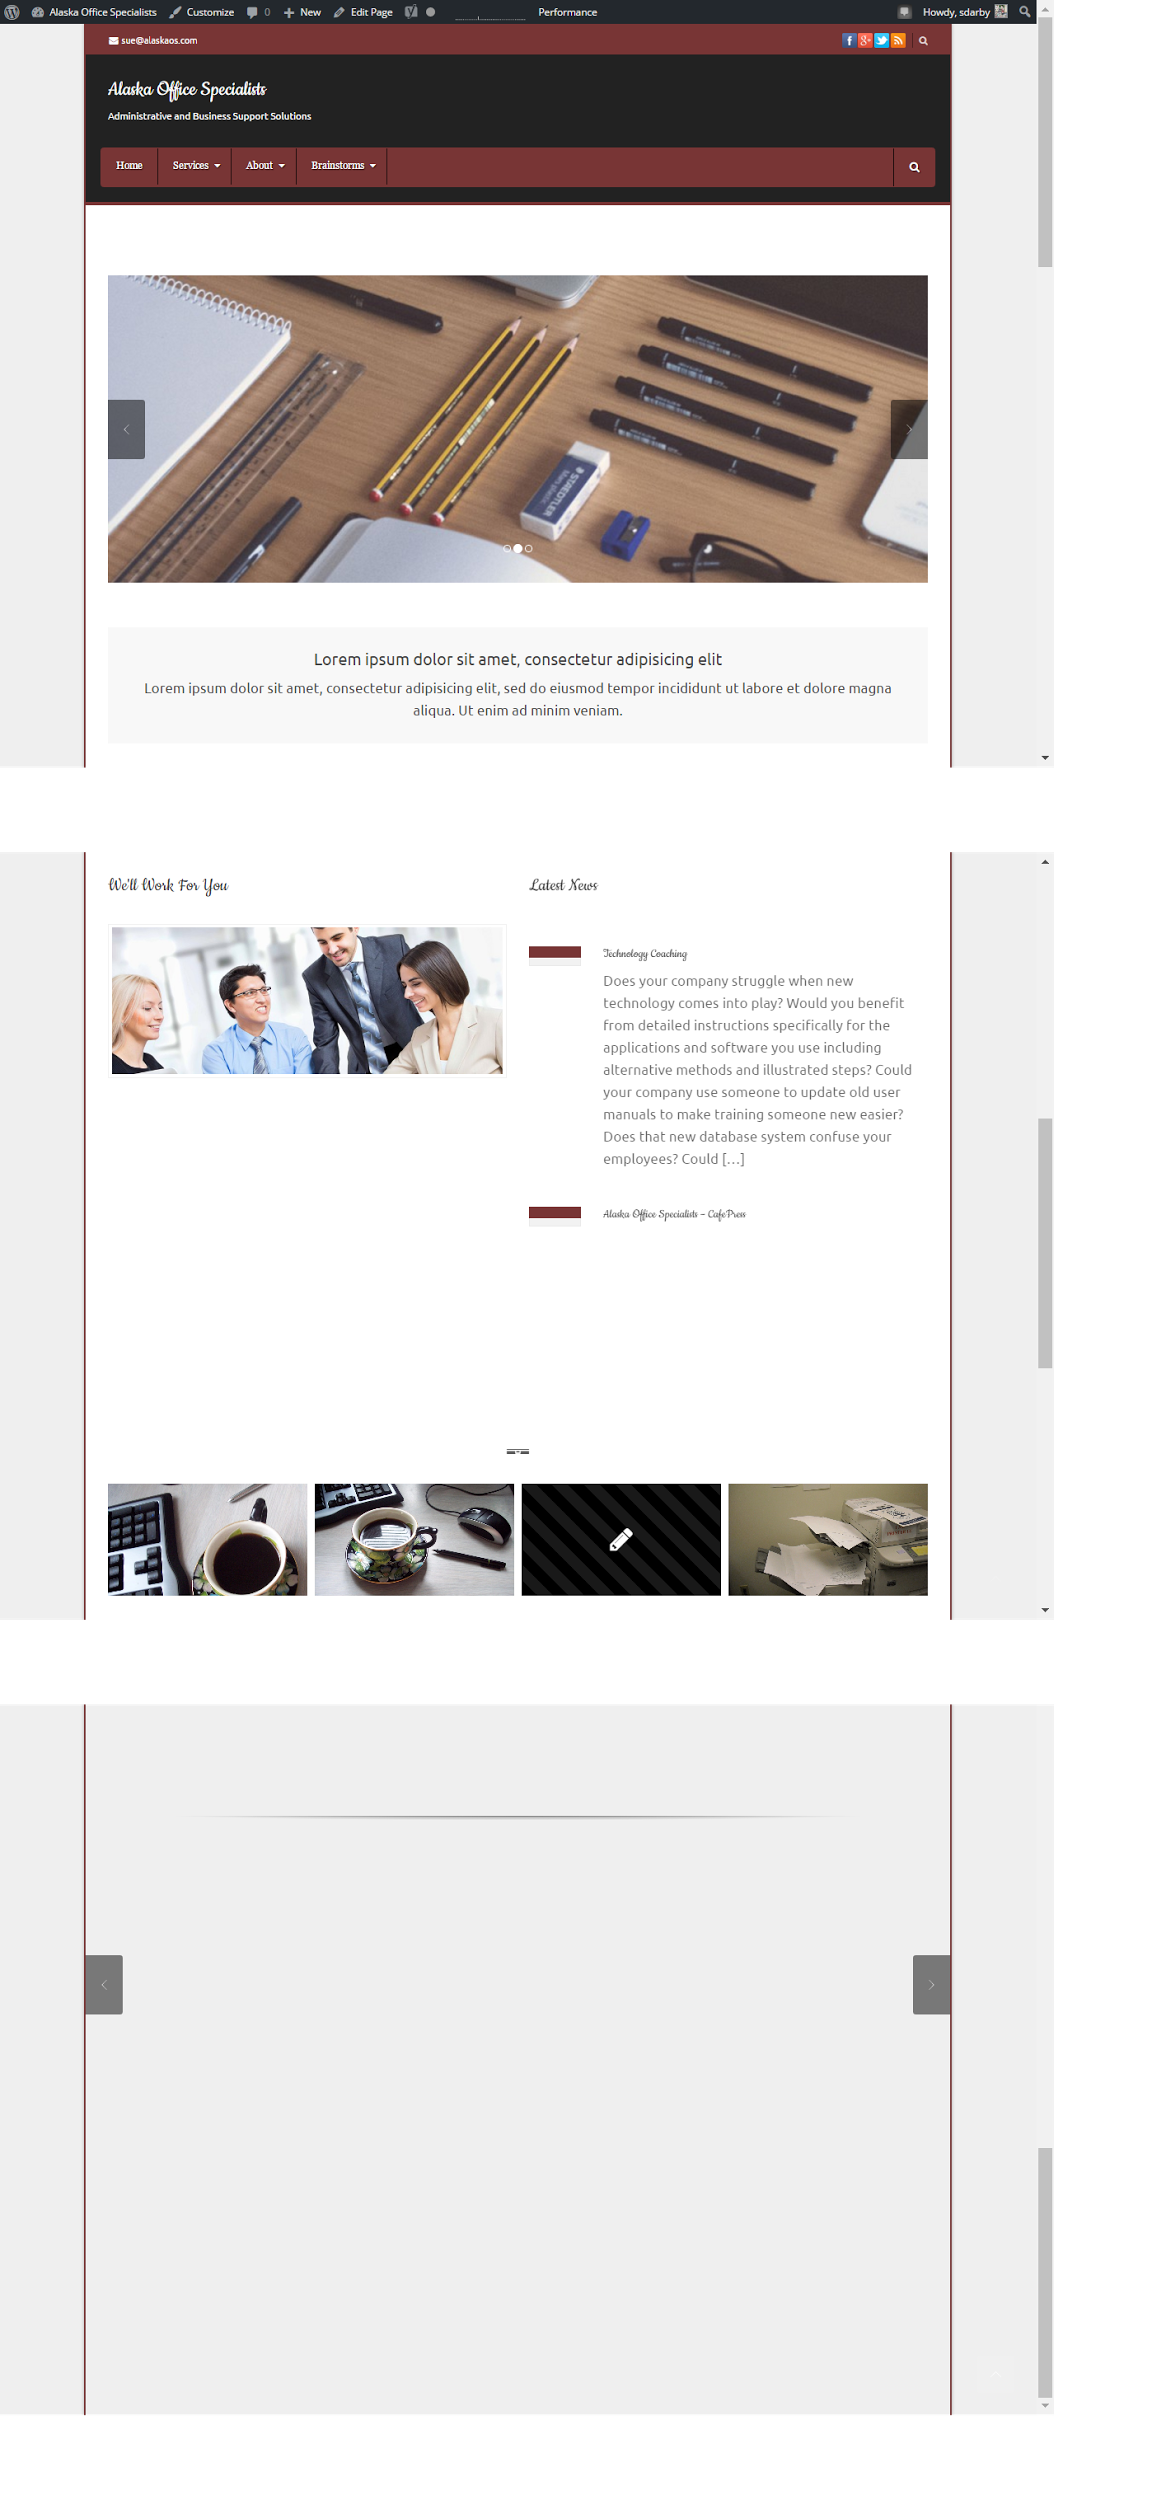 Alaska Office Specialists Customize 0 New Edit Page Performance Howdy, sdarby
sue@alaskaos.com
Alaska Office Specialists
Administrative and Business Support Solutions
Home Services About Brainstorms
STAEDTLER
Lorem ipsum dolor sit amet, consectetur adipisicing elit
Lorem ipsum dolor sit amet, consectetur adipisicing elit, sed do eiusmod tempor incididunt ut labore et dolore magna
aliqua. Ut enim ad minim veniam.
We'll Work For You
Latest News
Technology Coaching
Does your company struggle when new
technology comes into play? Would you benefit
from detailed instructions specifically for the
applications and software you use including
alternative methods and illustrated steps? Could
your company use someone to update old user
manuals to make training someone new easier?
Does that new database system confuse your
employees? Could [...]
Alaska Office Specialists – CafePress